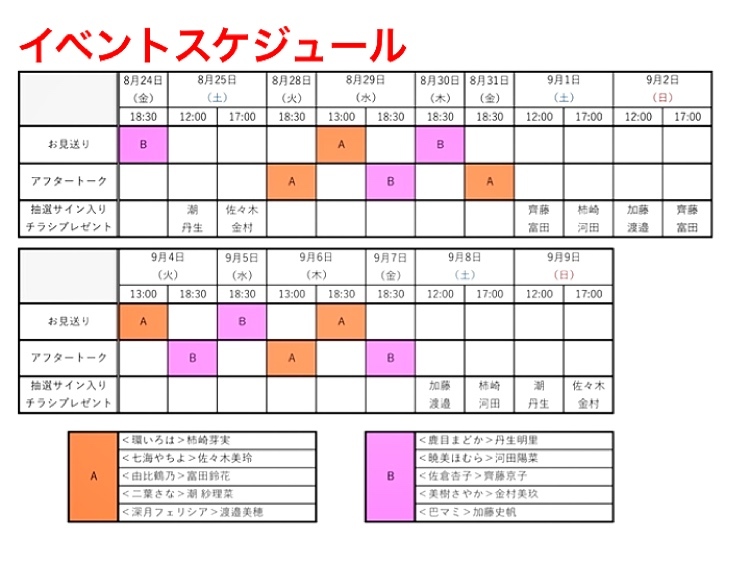 イベントスケジュール
8月24日 8月25日 8月28日 8月29日 8月30日 8月31日 9月1日 9月2日
（金） （土） （火） （水） （木） （金） （土） （日）
18:30 12:00 17:00 18:30 13:00 18:30 18:30 18:30 12:00 17:00 12:00 17:00
お見送り B A B
アフタートーク A B A
抽選サイン入り 潮 佐々木 齊藤 柿崎 加藤 齊藤
チラシプレゼント 丹生 金村 富田 河田 渡邉 富田
9月4日 9月5日 9月6日 9月7日 9月8日 9月9日
（火） （水） （木） （金） （土） （日）
13:00 18:30 18:30 13:00 18:30 18:30 12:00 17:00 12:00 17:00
お見送り A B A
アフタートーク B A B
抽選サイン入り 加藤 柿崎 潮 佐々木
チラシプレゼント 渡邉 河田 丹生 金村
A
＜環いろは＞柿崎芽実
＜七海やちよ＞佐々木美玲
＜由比鶴乃＞富田鈴花
＜二葉さな＞潮 紗理菜
＜深月フェリシア＞渡邉美穂
B
＜鹿目まどか＞丹生明里
＜暁美ほむら＞河田陽菜
＜佐倉杏子＞齊藤京子
＜美樹さやか＞金村美玖
＜巴マミ＞加藤史帆